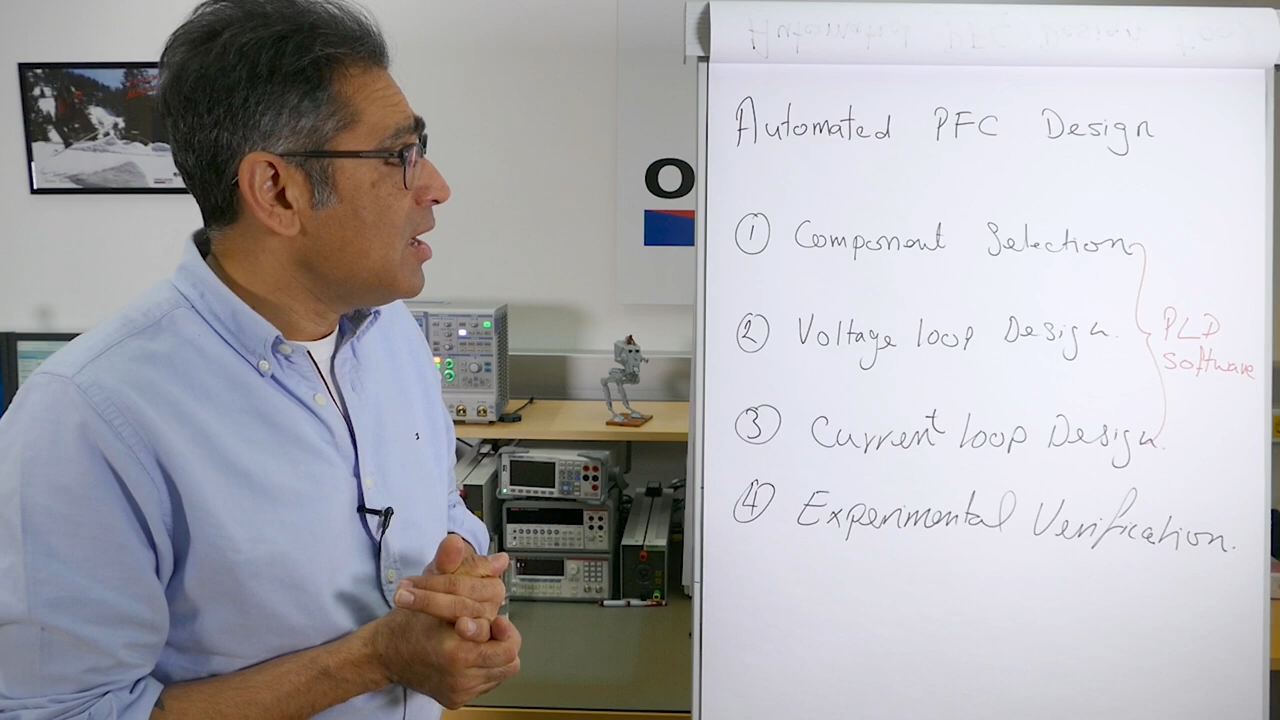 Automated PFC Design
① Component Selection
② Voltage loop Design.
③ Current loop Design.
④ Experimental Verification.
PLD
Software
O